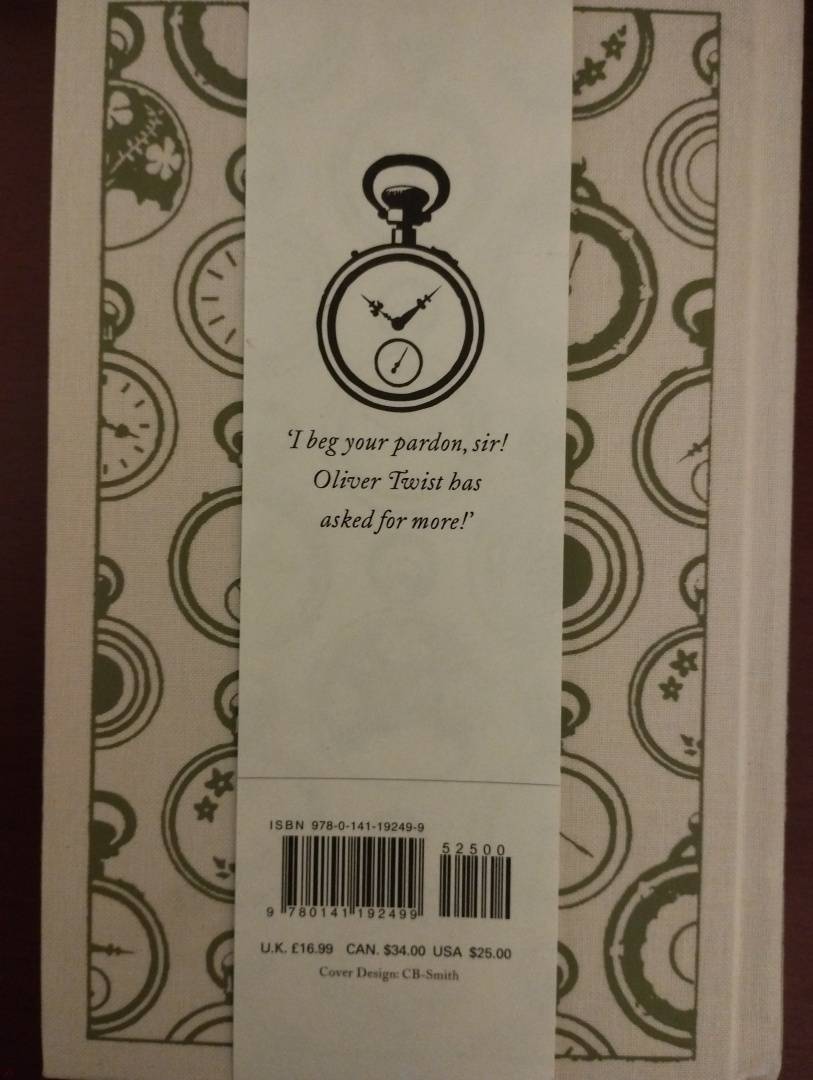 ‘I beg your pardon, sir!
Oliver Twist has
asked for more!’
ISBN 978-0-141-19249-9
52500
9 780141 192499
U.K. £16.99 CAN. $34.00 USA $25.00
Cover Design: CB-Smith